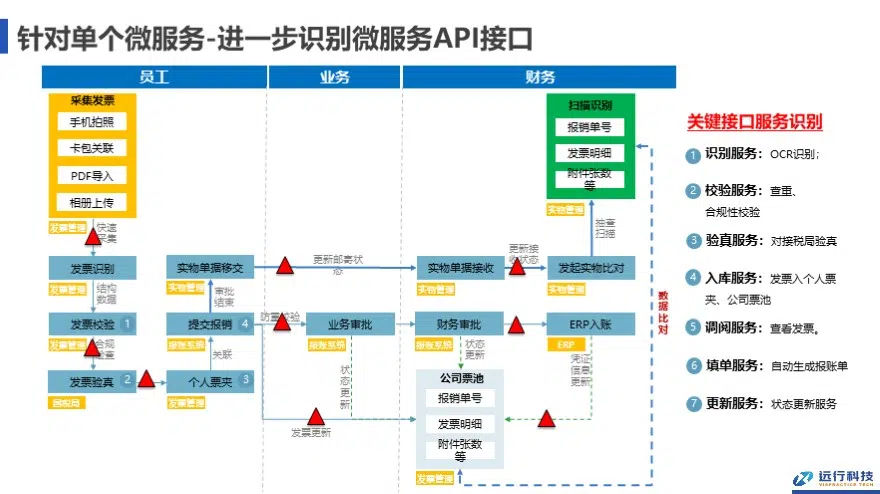 针对单个微服务-进一步识别微服务API接口
员工
业务
财务
采集发票
手机拍照
卡包关联
PDF导入
相册上传
发票管理
快速
采集
发票识别
发票管理
结构
数据
发票校验 1
发票管理
合规
检查
发票验真 2
国税局
实物单据移交
实物管理
审批
结束
提交报销 4
报账系统
关联
个人票夹 3
发票管理
更新邮寄状
态
防重校验
业务审批
报账系统
状
态
更
新
发票更新
扫描识别
报销单号
发票明细
附件张数
等
实物管理
抽查
扫描
实物单据接收
实物管理
更新接
收状态
发起实物比对
实物管理
财务审批
报账系统
状态
更新
ERP入账
ERP
凭证
信息
更新
公司票池
报销单号
发票明细
附件张数
等
发票管理
数
据
比
对
关键接口服务识别
1 识别服务：OCR识别；
2 校验服务：查重、
合规性校验
3 验真服务：对接税局验真
4 入库服务：发票入个人票
夹、公司票池
5 调阅服务：查看发票。
6 填单服务：自动生成报账单
7 更新服务：状态更新服务
远行科技
VIAPRACTICE TECH